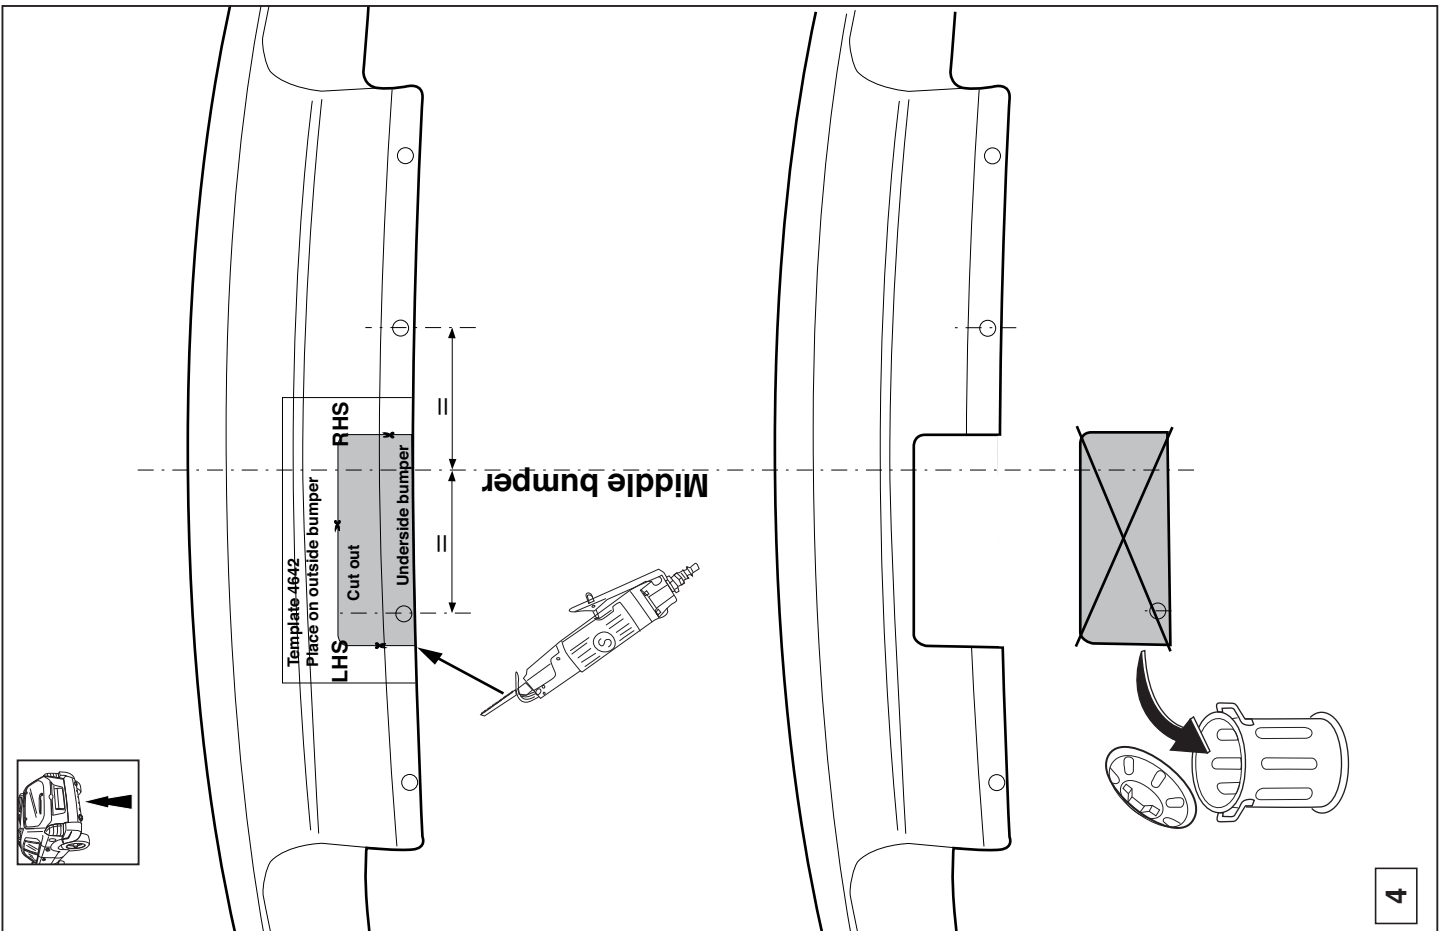 Template 4642
Place on outside bumper
LHS
RHS
Cut out
Underside bumper
=
=
Middle bumper
S
4